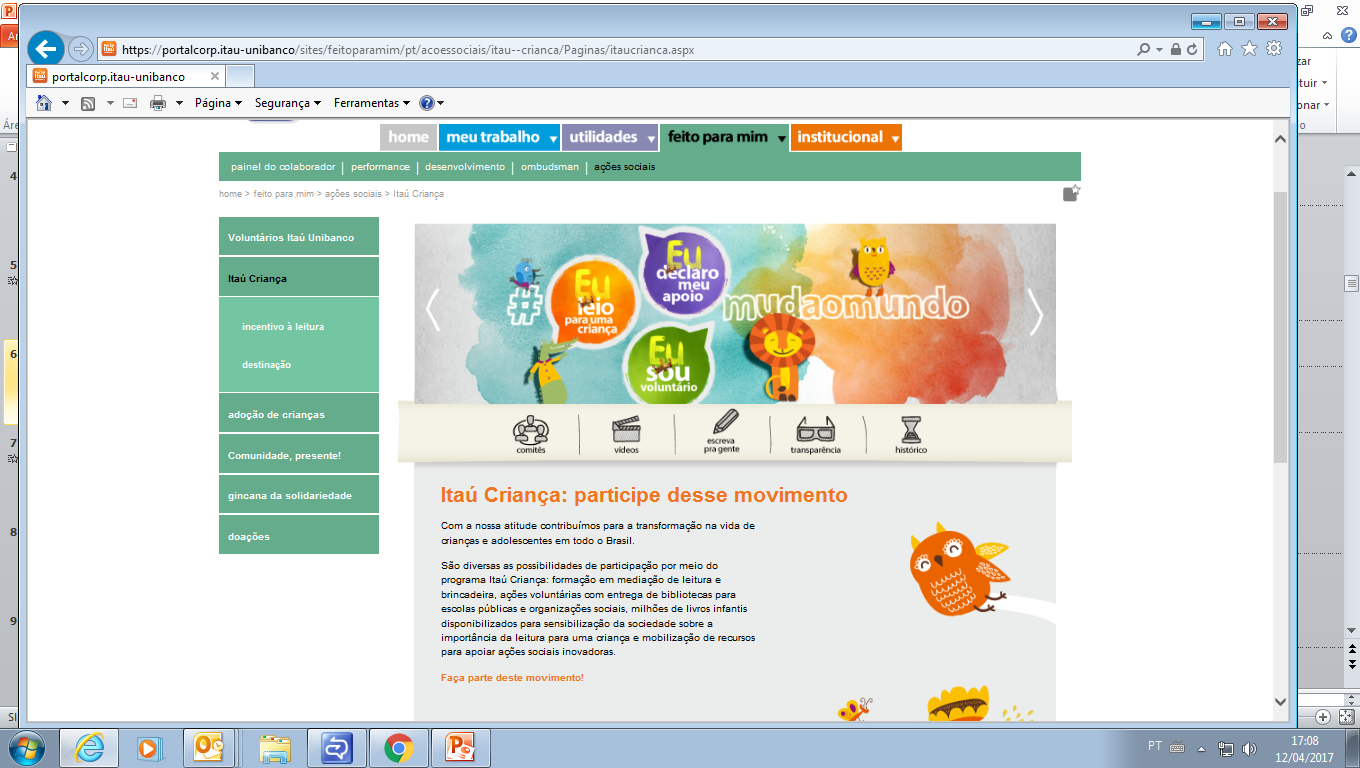 https://portalcorp.itau-unibanco/sites/feitoparamim/pt/acoessociais/itau--crianca/Paginas/itaucrianca.aspx
portalcorp.itau-unibanco
Página Segurança Ferramentas
home meu trabalho utilidades feito para mim institucional
painel do colaborador | performance | desenvolvimento | ombudsman | ações sociais
home > feito para mim > ações sociais > Itaú Criança
Voluntários Itaú Unibanco
Itaú Criança
incentivo à leitura
destinação
adoção de crianças
Comunidade, presente!
gincana da solidariedade
doações
#
Eu
leio
para uma
criança
Eu
declaro
meu
apoio
Eu
sou
voluntário
mudaomundo
comitês
vídeos
escreva
pra gente
transparência
histórico
Itaú Criança: participe desse movimento
Com a nossa atitude contribuímos para a transformação na vida de
crianças e adolescentes em todo o Brasil.
São diversas as possibilidades de participação por meio do
programa Itaú Criança: formação em mediação de leitura e
brincadeira, ações voluntárias com entrega de bibliotecas para
escolas públicas e organizações sociais, milhões de livros infantis
disponibilizados para sensibilização da sociedade sobre a
importância da leitura para uma criança e mobilização de recursos
para apoiar ações sociais inovadoras.
Faça parte deste movimento!
4
5
6
7
8
9
PT
17:08
12/04/2017